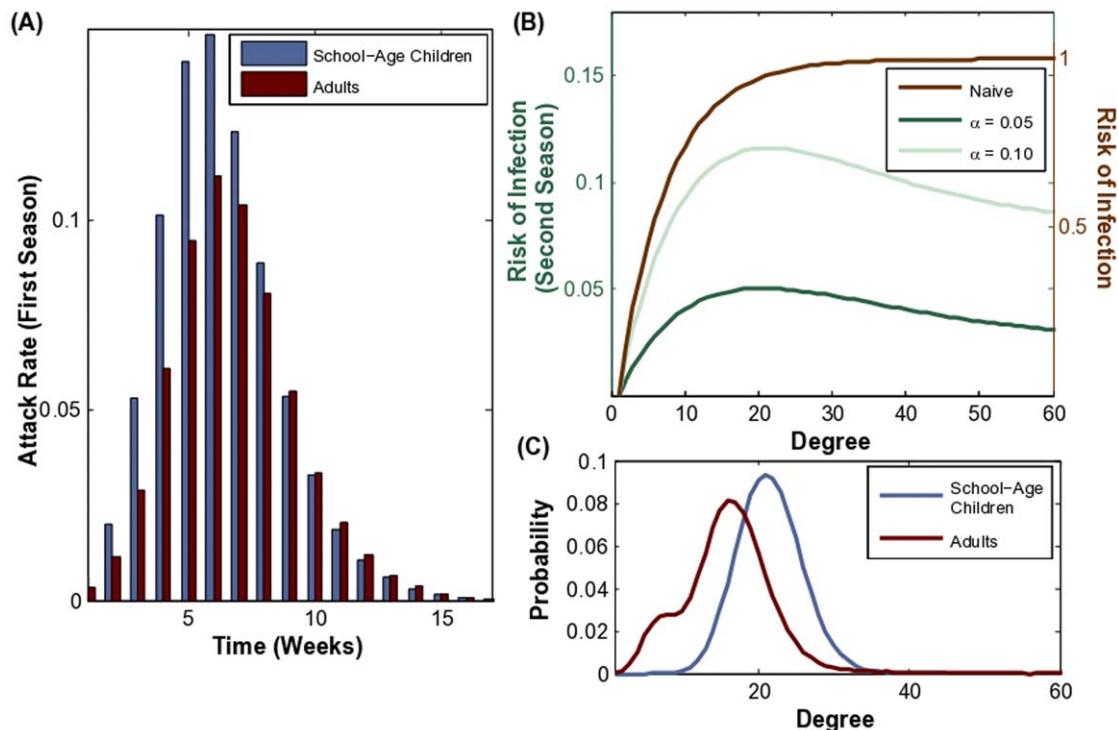 (A)
School−Age Children
Adults
Attack Rate (First Season)
0.1
0.05
0
5
10
15
Time (Weeks)
(B)
Risk of Infection
(Second Season)
0.15
0.1
0.05
Naive
α = 0.05
α = 0.10
1
0.5
Risk of Infection
0
10
20
30
40
50
60
Degree
(C)
Probability
0.1
0.08
0.06
0.04
0.02
0
School−Age
Children
Adults
20
40
60
Degree